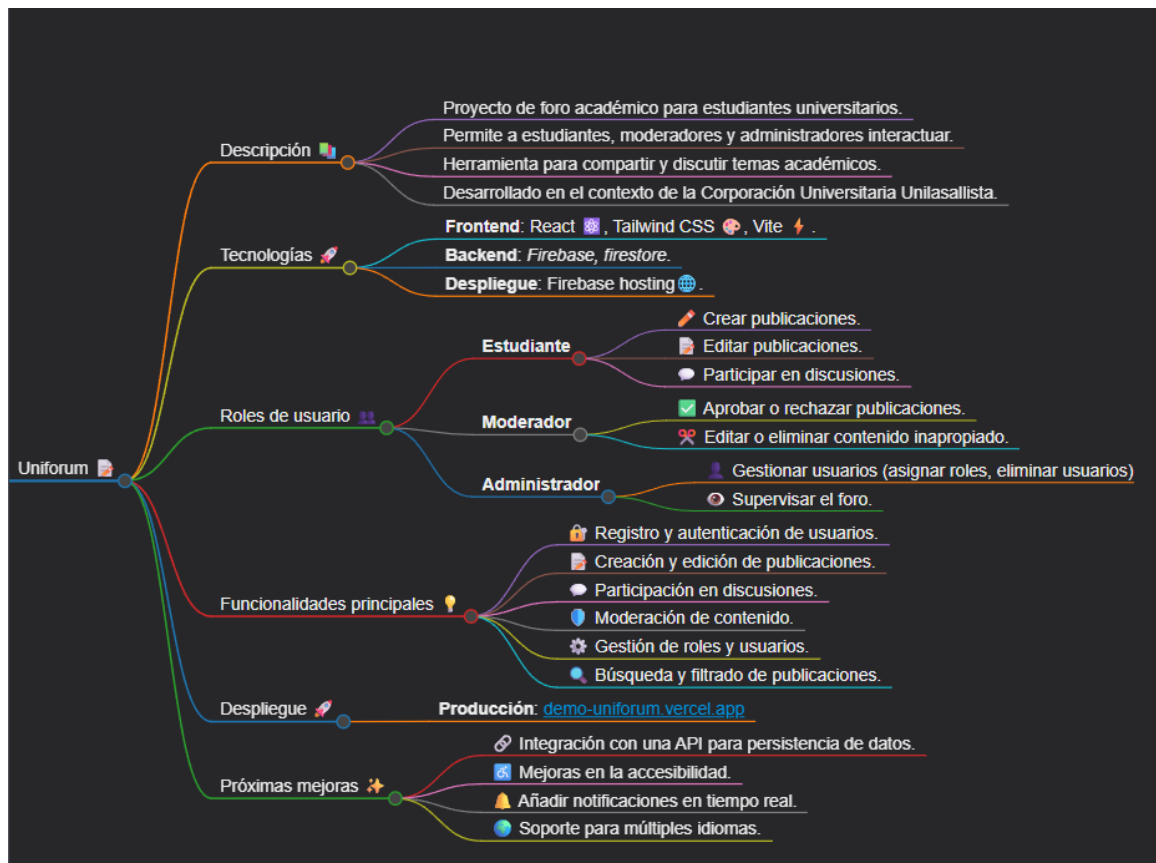 Uniforum 📝
Descripción 📚
Proyecto de foro académico para estudiantes universitarios.
Permite a estudiantes, moderadores y administradores interactuar.
Herramienta para compartir y discutir temas académicos.
Desarrollado en el contexto de la Corporación Universitaria Unilasallista.
Tecnologías 🚀
Frontend: React ⚛️, Tailwind CSS 🎨, Vite ⚡.
Backend: Firebase, firestore.
Despliegue: Firebase hosting🌐.
Roles de usuario 👥
Estudiante
🖍️ Crear publicaciones.
📝 Editar publicaciones.
💬 Participar en discusiones.
Moderador
✅ Aprobar o rechazar publicaciones.
✂️ Editar o eliminar contenido inapropiado.
Administrador
👤 Gestionar usuarios (asignar roles, eliminar usuarios)
👁️ Supervisar el foro.
Funcionalidades principales 💡
🔐 Registro y autenticación de usuarios.
📝 Creación y edición de publicaciones.
💬 Participación en discusiones.
🛡️ Moderación de contenido.
⚙️ Gestión de roles y usuarios.
🔍 Búsqueda y filtrado de publicaciones.
Despliegue 🚀
Producción: demo-uniforum.vercel.app
Próximas mejoras ✨
🔗 Integración con una API para persistencia de datos.
♿ Mejoras en la accesibilidad.
🔔 Añadir notificaciones en tiempo real.
🌍 Soporte para múltiples idiomas.